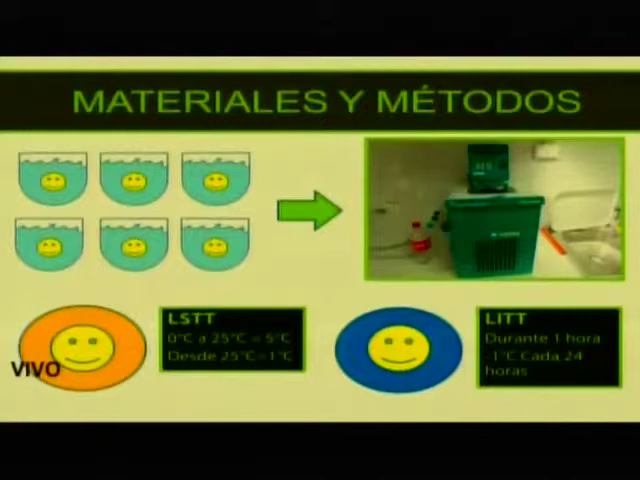 MATERIALES Y MÉTODOS
LSTT
0°C a 25°C = 5°C
Desde 25°C=1°C
VIVO
LITT
Durante 1 hora
-1°C Cada 24
horas